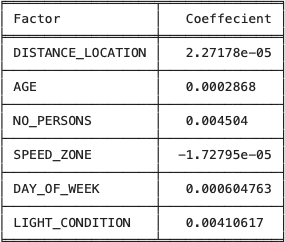 Factor Coeffecient
DISTANCE_LOCATION 2.27178e-05
AGE 0.0002868
NO_PERSONS 0.004504
SPEED_ZONE -1.72795e-05
DAY_OF_WEEK 0.000604763
LIGHT_CONDITION 0.00410617